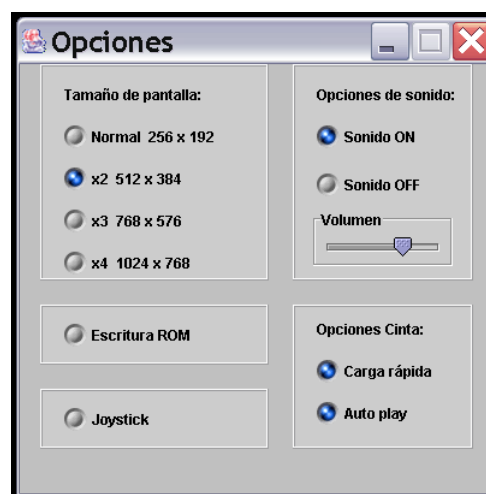 Opciones
Tamaño de pantalla:
Normal 256 x 192
x2 512 x 384
x3 768 x 576
x4 1024 x 768
Opciones de sonido:
Sonido ON
Sonido OFF
Volumen
Escritura ROM
Joystick
Opciones Cinta:
Carga rápida
Auto play